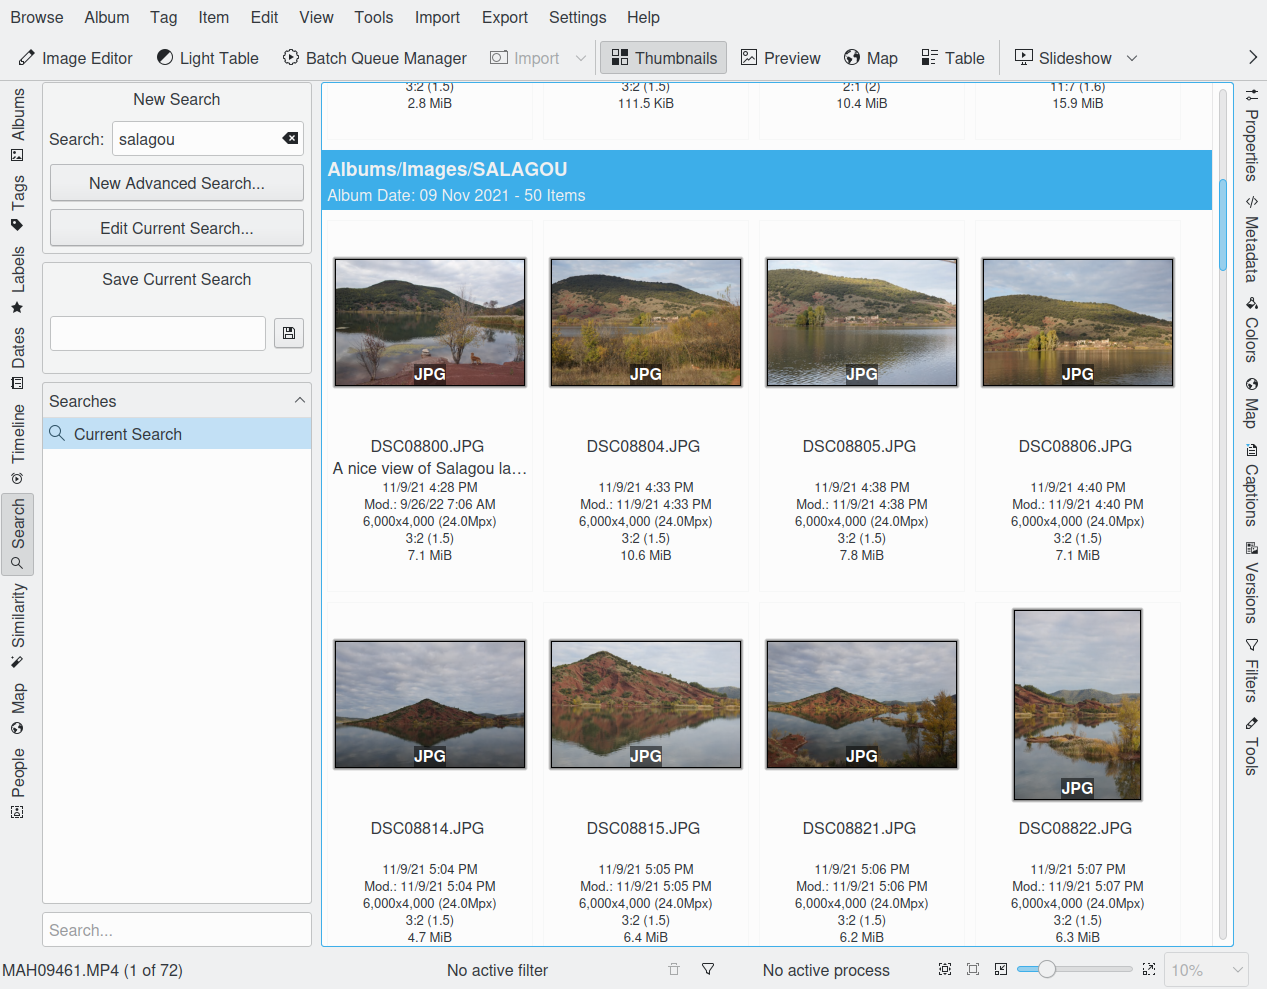 Browse Album Tag Item Edit View Tools Import Export Settings Help
Image Editor Light Table Batch Queue Manager Import Thumbnails Preview Map Table Slideshow
Albums
Tags
Labels
Dates
Timeline
Search
Similarity
Map
People
New Search
Search: salagou
New Advanced Search...
Edit Current Search...
Save Current Search
Searches
Current Search
Search...
3:2 (1.5) 3:2 (1.5) 2:1 (2) 11:7 (1.6)
2.8 MiB 111.5 KiB 10.4 MiB 15.9 MiB
Albums/Images/SALAGOU
Album Date: 09 Nov 2021 - 50 Items
JPG JPG JPG JPG
DSC08800.JPG DSC08804.JPG DSC08805.JPG DSC08806.JPG
A nice view of Salagou la...
11/9/21 4:28 PM 11/9/21 4:33 PM 11/9/21 4:38 PM 11/9/21 4:40 PM
Mod.: 9/26/22 7:06 AM Mod.: 11/9/21 4:33 PM Mod.: 11/9/21 4:38 PM Mod.: 11/9/21 4:40 PM
6,000x4,000 (24.0Mpx) 6,000x4,000 (24.0Mpx) 6,000x4,000 (24.0Mpx) 6,000x4,000 (24.0Mpx)
3:2 (1.5) 3:2 (1.5) 3:2 (1.5) 3:2 (1.5)
7.1 MiB 10.6 MiB 7.8 MiB 7.1 MiB
JPG JPG JPG JPG
DSC08814.JPG DSC08815.JPG DSC08821.JPG DSC08822.JPG
11/9/21 5:04 PM 11/9/21 5:05 PM 11/9/21 5:06 PM 11/9/21 5:07 PM
Mod.: 11/9/21 5:04 PM Mod.: 11/9/21 5:05 PM Mod.: 11/9/21 5:06 PM Mod.: 11/9/21 5:07 PM
6,000x4,000 (24.0Mpx) 6,000x4,000 (24.0Mpx) 6,000x4,000 (24.0Mpx) 6,000x4,000 (24.0Mpx)
3:2 (1.5) 3:2 (1.5) 3:2 (1.5) 3:2 (1.5)
4.7 MiB 6.4 MiB 6.2 MiB 6.3 MiB
Properties
Metadata
Colors
Map
Captions
Versions
Filters
Tools
MAH09461.MP4 (1 of 72) No active filter No active process 10%